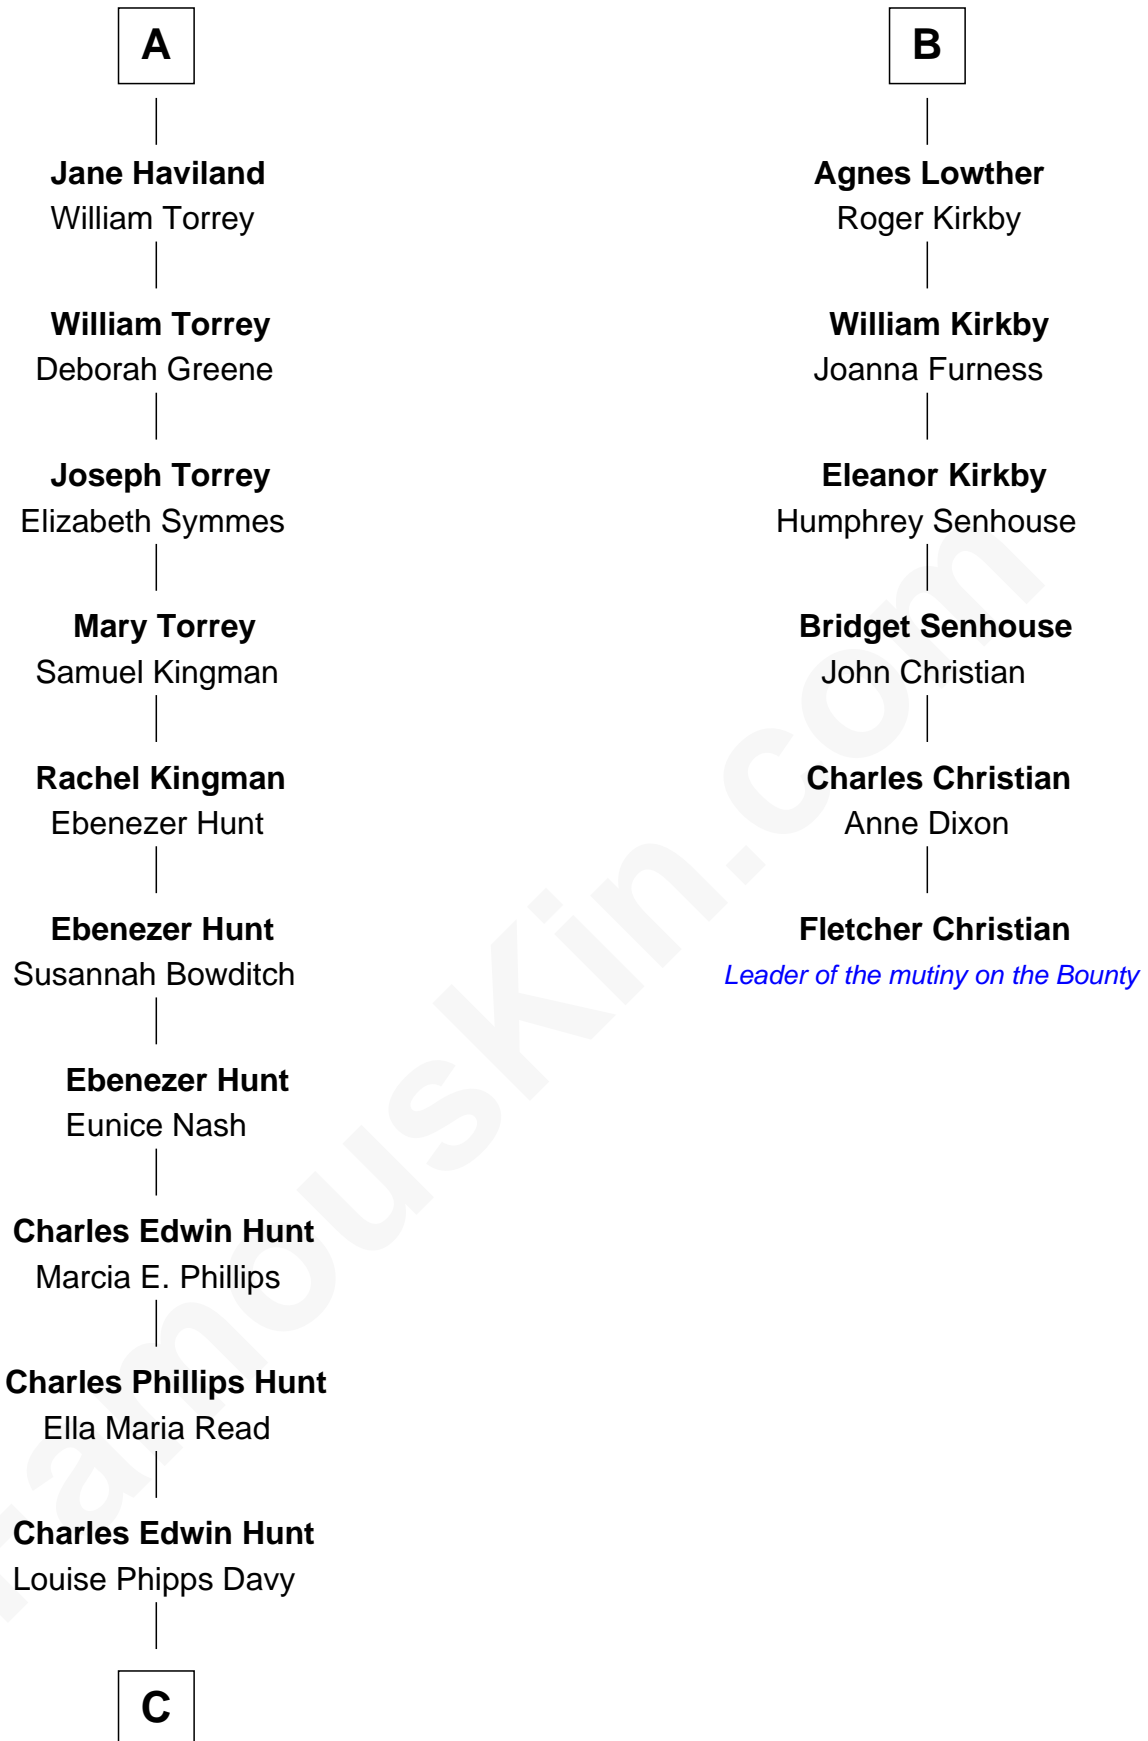 A
Jane Haviland
William Torrey
William Torrey
Deborah Greene
Joseph Torrey
Elizabeth Symmes
Mary Torrey
Samuel Kingman
Rachel Kingman
Ebenezer Hunt
Ebenezer Hunt
Susannah Bowditch
Ebenezer Hunt
Eunice Nash
Charles Edwin Hunt
Marcia E. Phillips
Charles Phillips Hunt
Ella Maria Read
Charles Edwin Hunt
Louise Phipps Davy
C
B
Agnes Lowther
Roger Kirkby
William Kirkby
Joanna Furness
Eleanor Kirkby
Humphrey Senhouse
Bridget Senhouse
John Christian
Charles Christian
Anne Dixon
Fletcher Christian
Leader of the mutiny on the Bounty
FamousKin.com